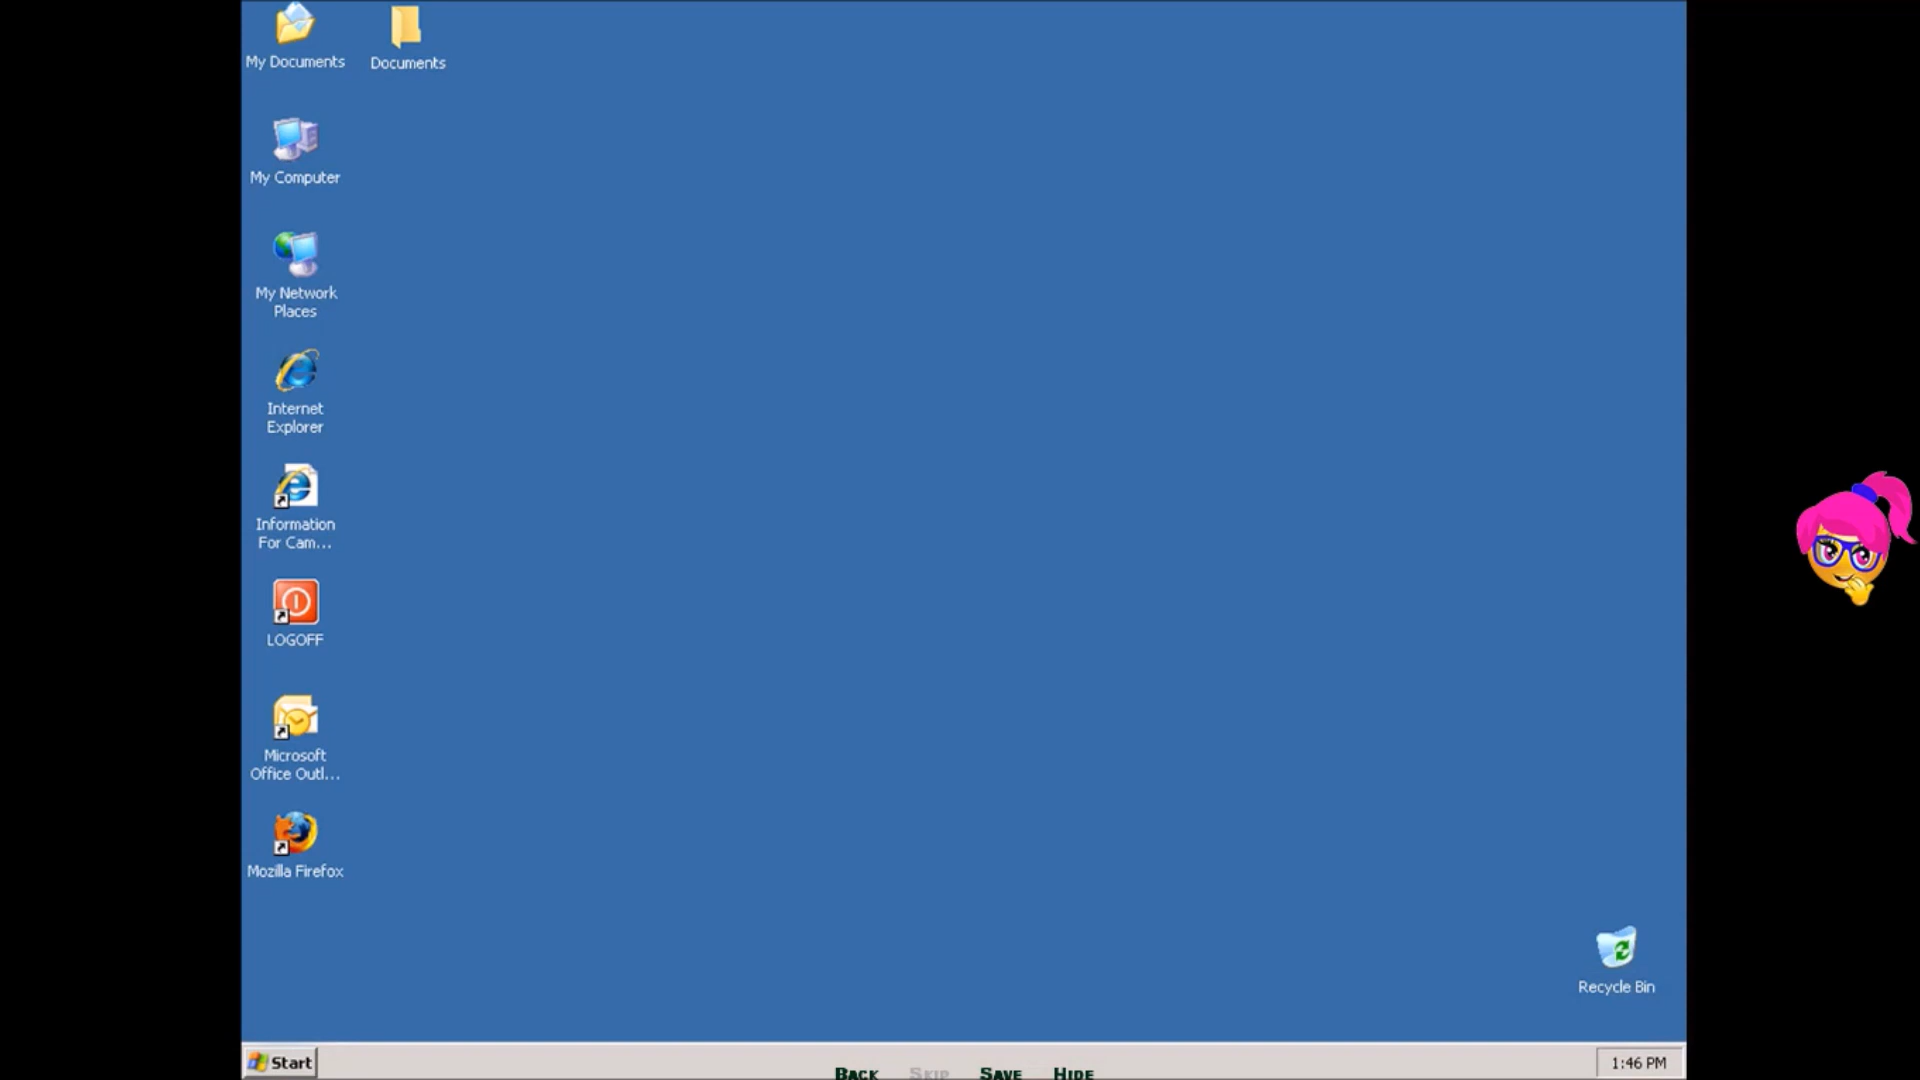 My Documents
Documents
My Computer
My Network
Places
Internet
Explorer
Information
For Cam...
LOGOFF
Microsoft
Office Outl...
Mozilla Firefox
Recycle Bin
Start
1:46 PM
BACK SKIP SAVE HIDE